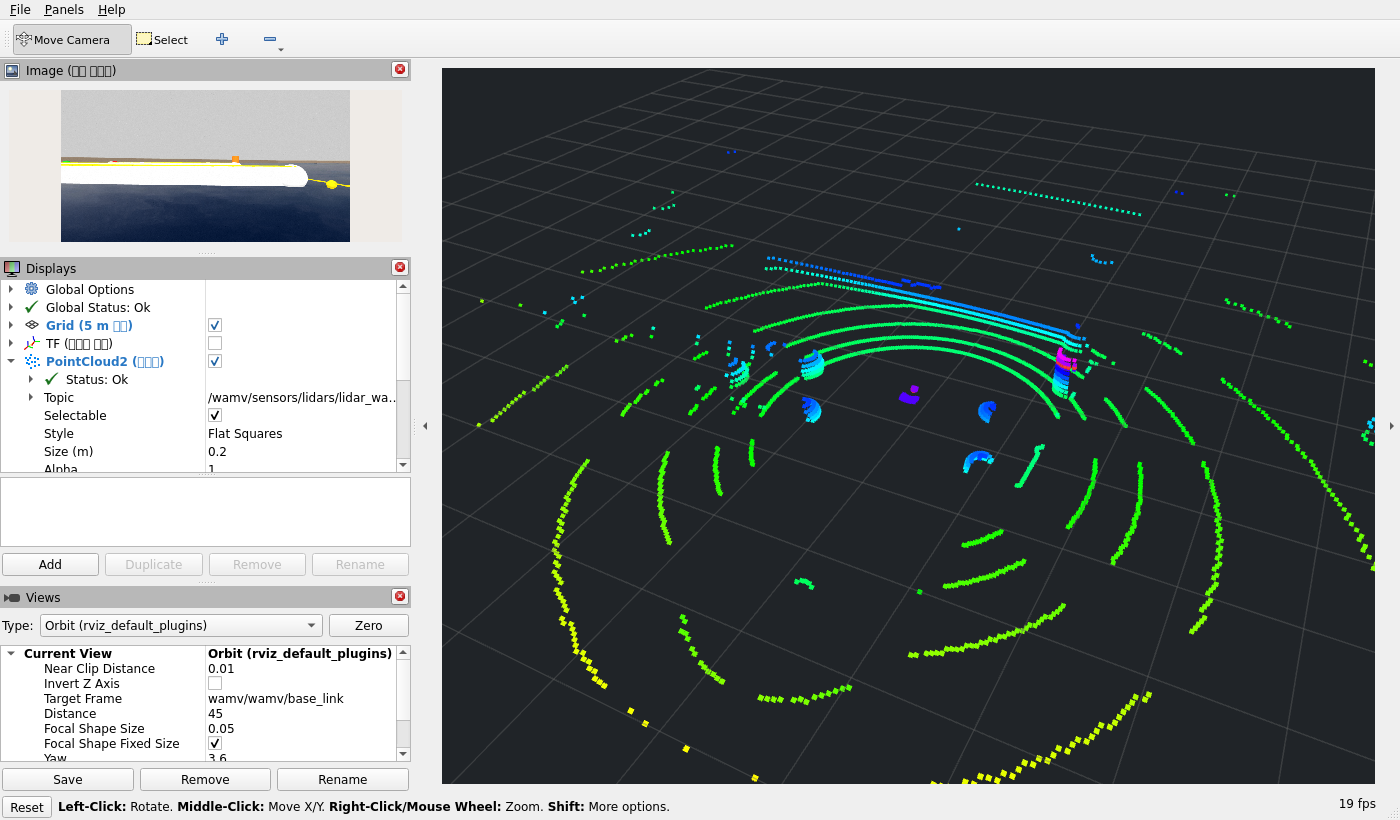 File Panels Help
Move Camera Select
Image (
Displays
Global Options
Global Status: Ok
Grid (5 m
TF (
PointCloud2 (
Status: Ok
Topic /wamv/sensors/lidars/lidar_wa...
Selectable
Style Flat Squares
Size (m) 0.2
Alpha 1
Add Duplicate Remove Rename
Views
Type: Orbit (rviz_default_plugins) Zero
Current View Orbit (rviz_default_plugins)
Near Clip Distance 0.01
Invert Z Axis
Target Frame wamv/wamv/base_link
Distance 45
Focal Shape Size 0.05
Focal Shape Fixed Size
Yaw 3.6
Save Remove Rename
Reset Left-Click: Rotate. Middle-Click: Move X/Y. Right-Click/Mouse Wheel: Zoom. Shift: More options. 19 fps